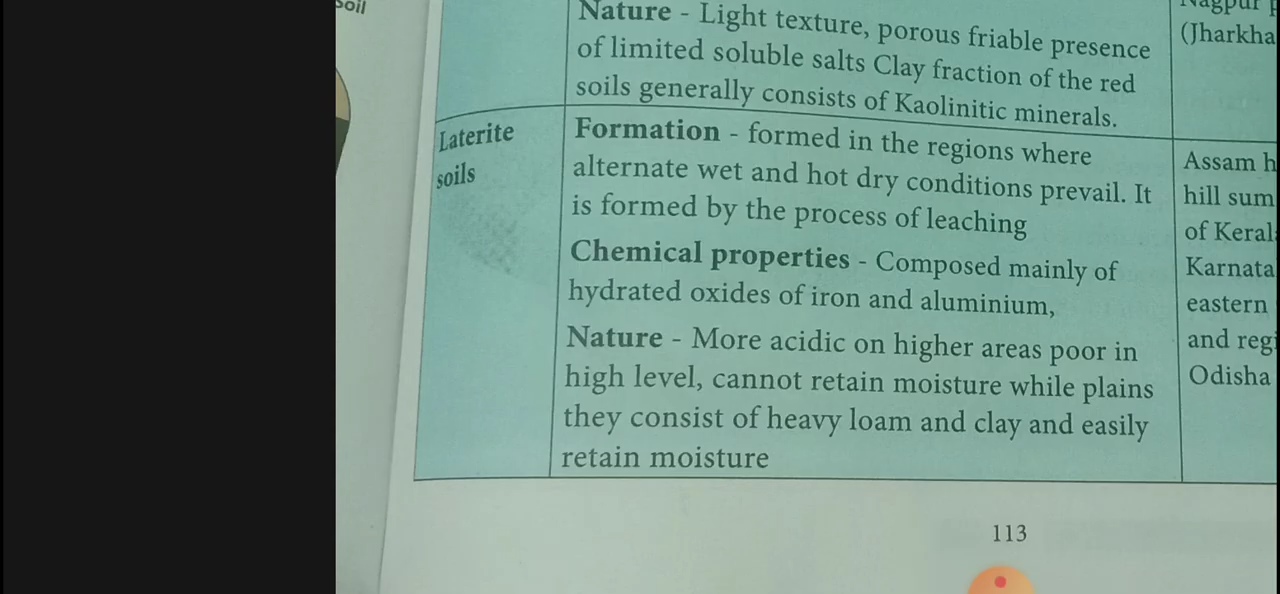 soil
Nature - Light texture, porous friable presence
of limited soluble salts Clay fraction of the red
soils generally consists of Kaolinitic minerals.
Nagpur
(Jharkha
Laterite
soils
Formation - formed in the regions where
alternate wet and hot dry conditions prevail. It
is formed by the process of leaching
Chemical properties - Composed mainly of
hydrated oxides of iron and aluminium,
Nature - More acidic on higher areas poor in
high level, cannot retain moisture while plains
they consist of heavy loam and clay and easily
retain moisture
Assam h
hill sum
of Keral
Karnata
eastern
and regi
Odisha
113